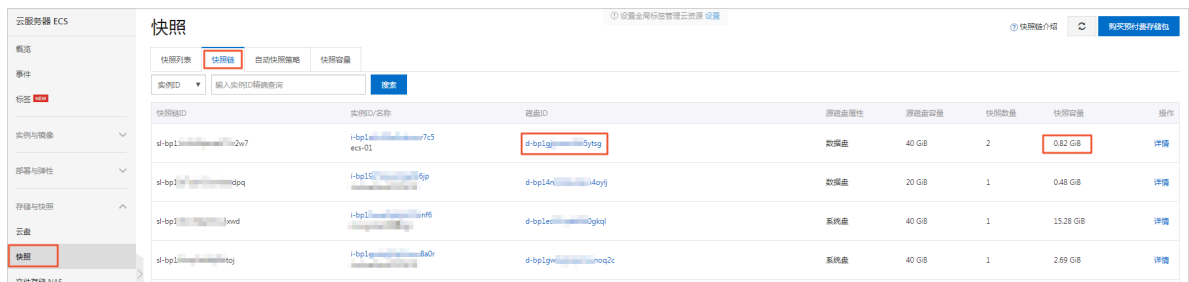 云服务器 ECS
概览
事件
标签 NEW
实例与镜像
部署与弹性
存储与快照
云盘
快照
文件存储 NAS
快照
设置全局标签管理云资源 设置
快照链介绍
购买预付费存储包
快照列表 快照链 自动快照策略 快照容量
实例ID 输入实例ID精确查询 搜索
快照链ID 实例ID/名称 磁盘ID 源磁盘属性 源磁盘容量 快照数量 快照容量 操作
sl-bp11 2w7 i-bp1 7c5 d-bp1gj 5ytsg 数据盘 40 GiB 2 0.82 GiB 详情
ecs-01
sl-bp1 dpq i-bp19 6jp d-bp14n 4oylj 数据盘 20 GiB 1 0.48 GiB 详情
sl-bp1 xwd i-bp1 inf6 d-bp1ec 0gkql 系统盘 40 GiB 1 15.28 GiB 详情
sl-bp1 toj i-bp1g 8a0r d-bp1gw noq2c 系统盘 40 GiB 1 2.69 GiB 详情